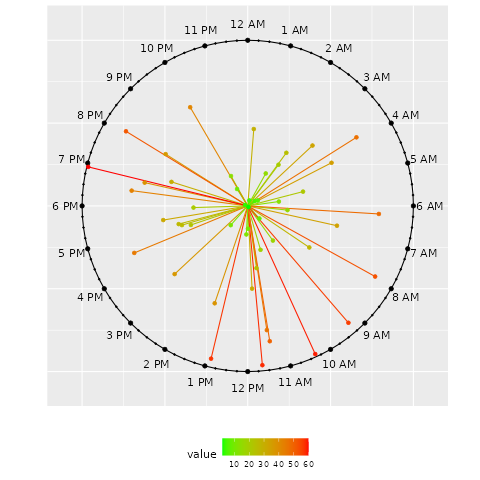 12 AM
11 PM
1 AM
10 PM
2 AM
9 PM
3 AM
8 PM
4 AM
7 PM
5 AM
6 PM
6 AM
5 PM
7 AM
4 PM
8 AM
3 PM
9 AM
2 PM
10 AM
1 PM
11 AM
12 PM
value
10 20 30 40 50 60